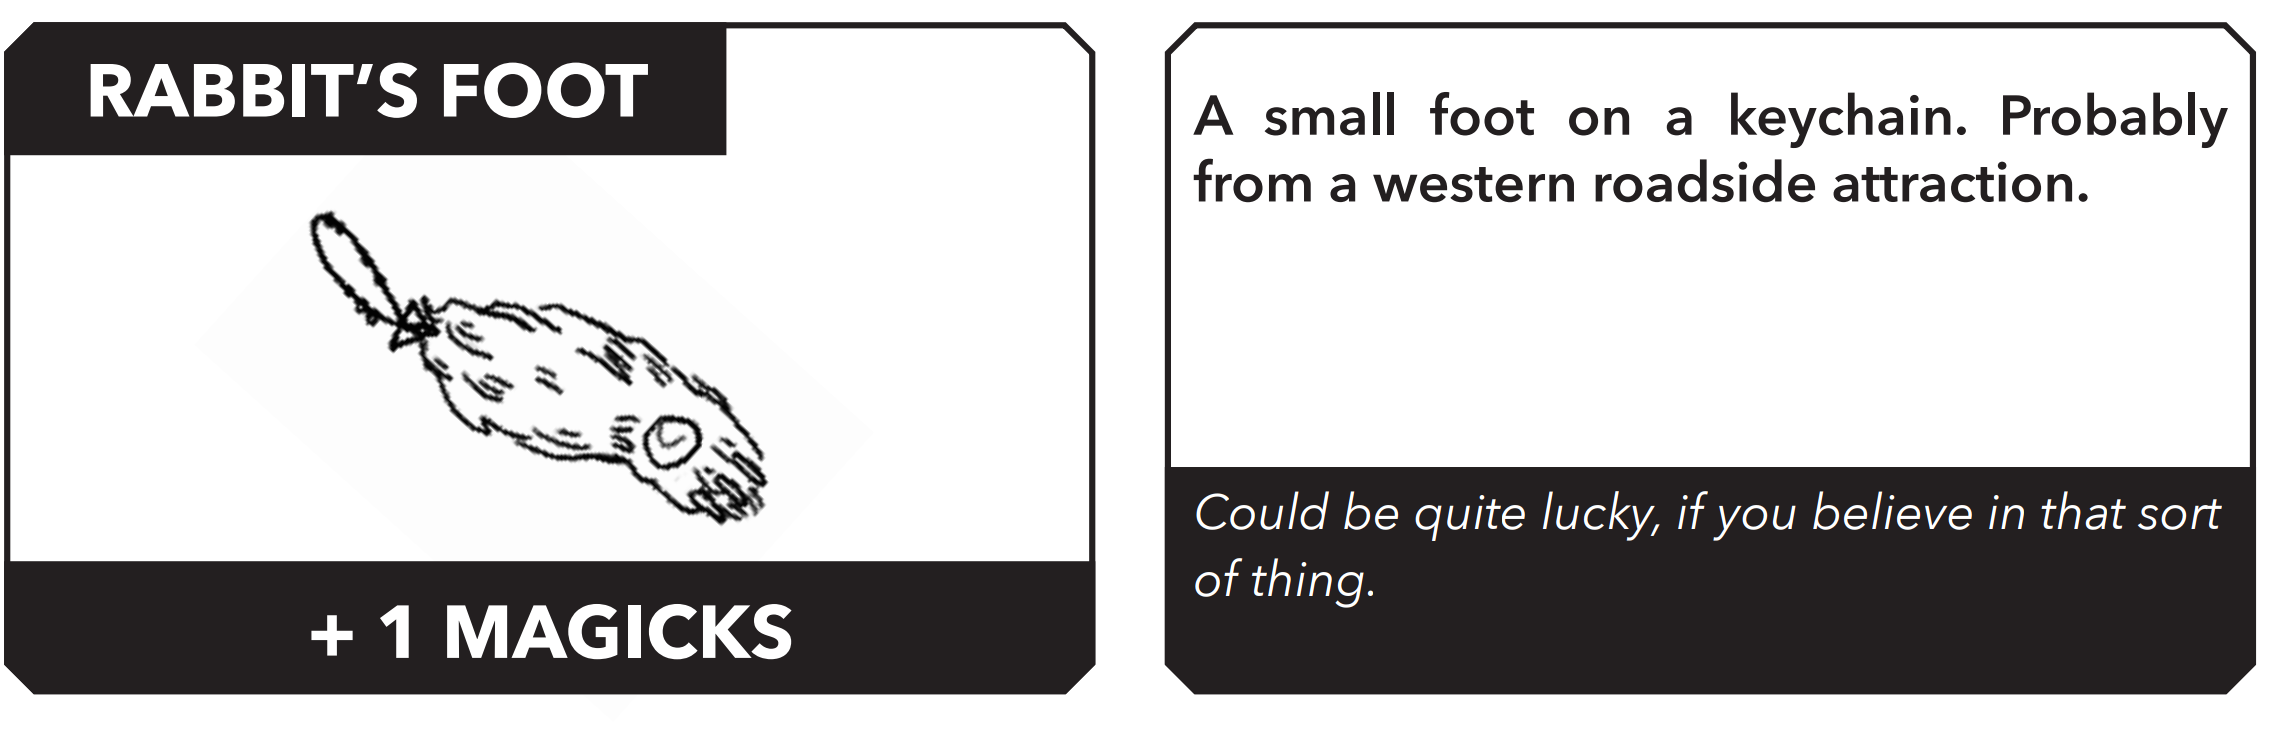 RABBIT’S FOOT
+ 1 MAGICKS
A small foot on a keychain. Probably
from a western roadside attraction.
Could be quite lucky, if you believe in that sort
of thing.